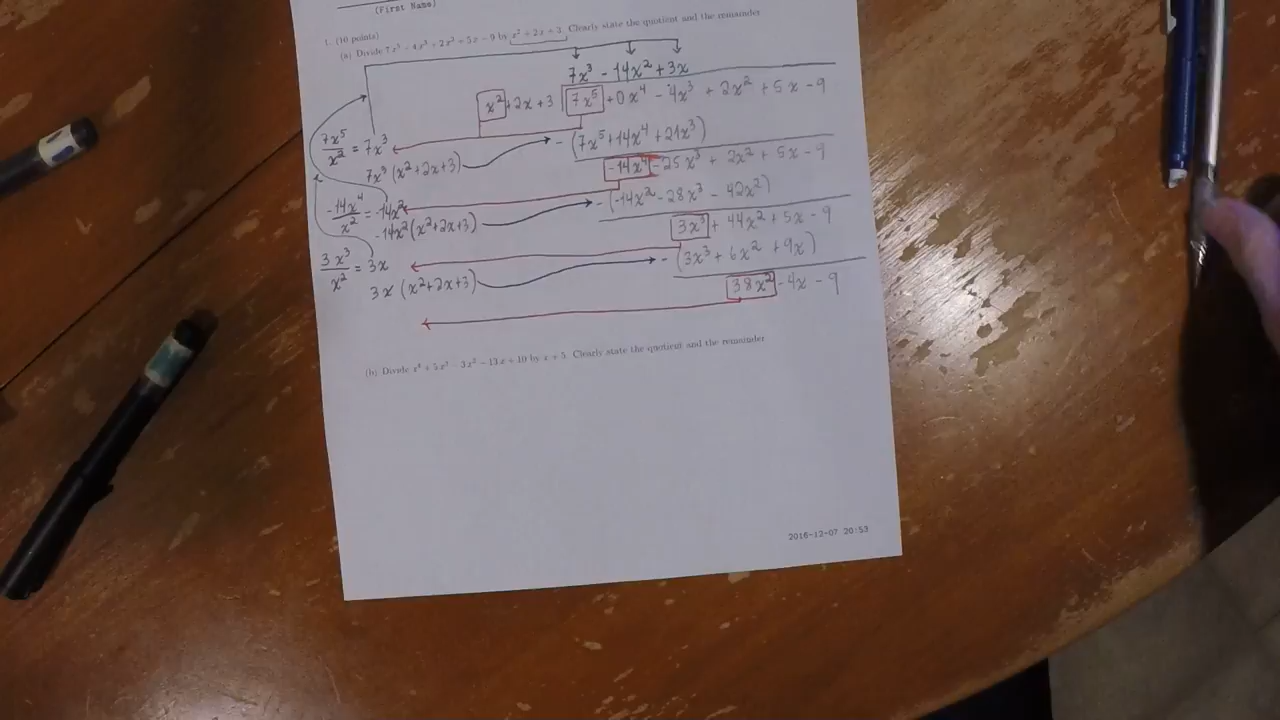 (First Name)
1. (10 points)
(a) Divide 7x⁵ − 4x³ + 2x² + 5x − 9 by x² + 2x + 3. Clearly state the quotient and the remainder
7x³ - 14x² + 3x
x² + 2x + 3 7x⁵ + 0x⁴ - 4x³ + 2x² + 5x - 9
7x⁵/x² = 7x³
- (7x⁵ + 14x⁴ + 21x³)
7x³ (x² + 2x + 3)
-14x⁴ - 25x³ + 2x² + 5x - 9
-14x⁴/x² = -14x²
- (-14x⁴ - 28x³ - 42x²)
-14x² (x² + 2x + 3)
3x³ + 44x² + 5x - 9
3x³/x² = 3x
- (3x³ + 6x² + 9x)
3x (x² + 2x + 3)
38x² - 4x - 9
(b) Divide x⁴ + 5x³ − 3x² − 13x + 10 by x + 5. Clearly state the quotient and the remainder
2016-12-07 20:53